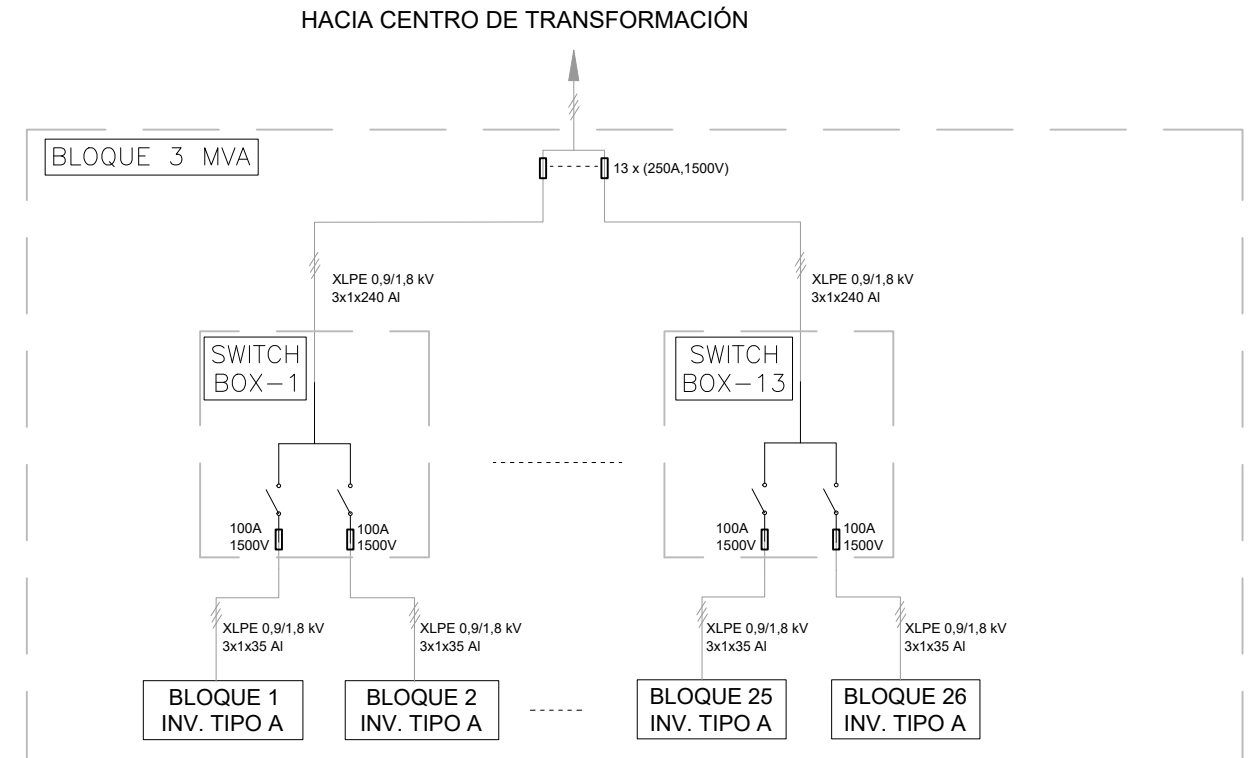 HACIA CENTRO DE TRANSFORMACIÓN
BLOQUE 3 MVA
13 x (250A,1500V)
XLPE 0,9/1,8 kV
3x1x240 Al
XLPE 0,9/1,8 kV
3x1x240 Al
SWITCH
BOX-1
SWITCH
BOX-13
100A
1500V
100A
1500V
100A
1500V
100A
1500V
XLPE 0,9/1,8 kV
3x1x35 Al
XLPE 0,9/1,8 kV
3x1x35 Al
XLPE 0,9/1,8 kV
3x1x35 Al
XLPE 0,9/1,8 kV
3x1x35 Al
BLOQUE 1
INV. TIPO A
BLOQUE 2
INV. TIPO A
BLOQUE 25
INV. TIPO A
BLOQUE 26
INV. TIPO A